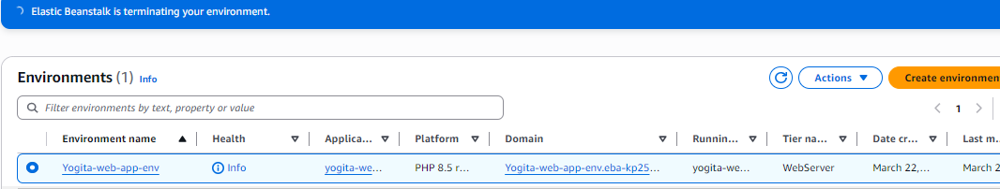 Elastic Beanstalk is terminating your environment.
Environments (1) Info
Actions
Create environmen
Filter environments by text, property or value
1
Environment name Health Applica... Platform Domain Runnin... Tier na... Date cr... Last m...
Yogita-web-app-env Info yogita-we... PHP 8.5 r... Yogita-web-app-env.eba-kp25... yogita-we... WebServer March 22,... March 2